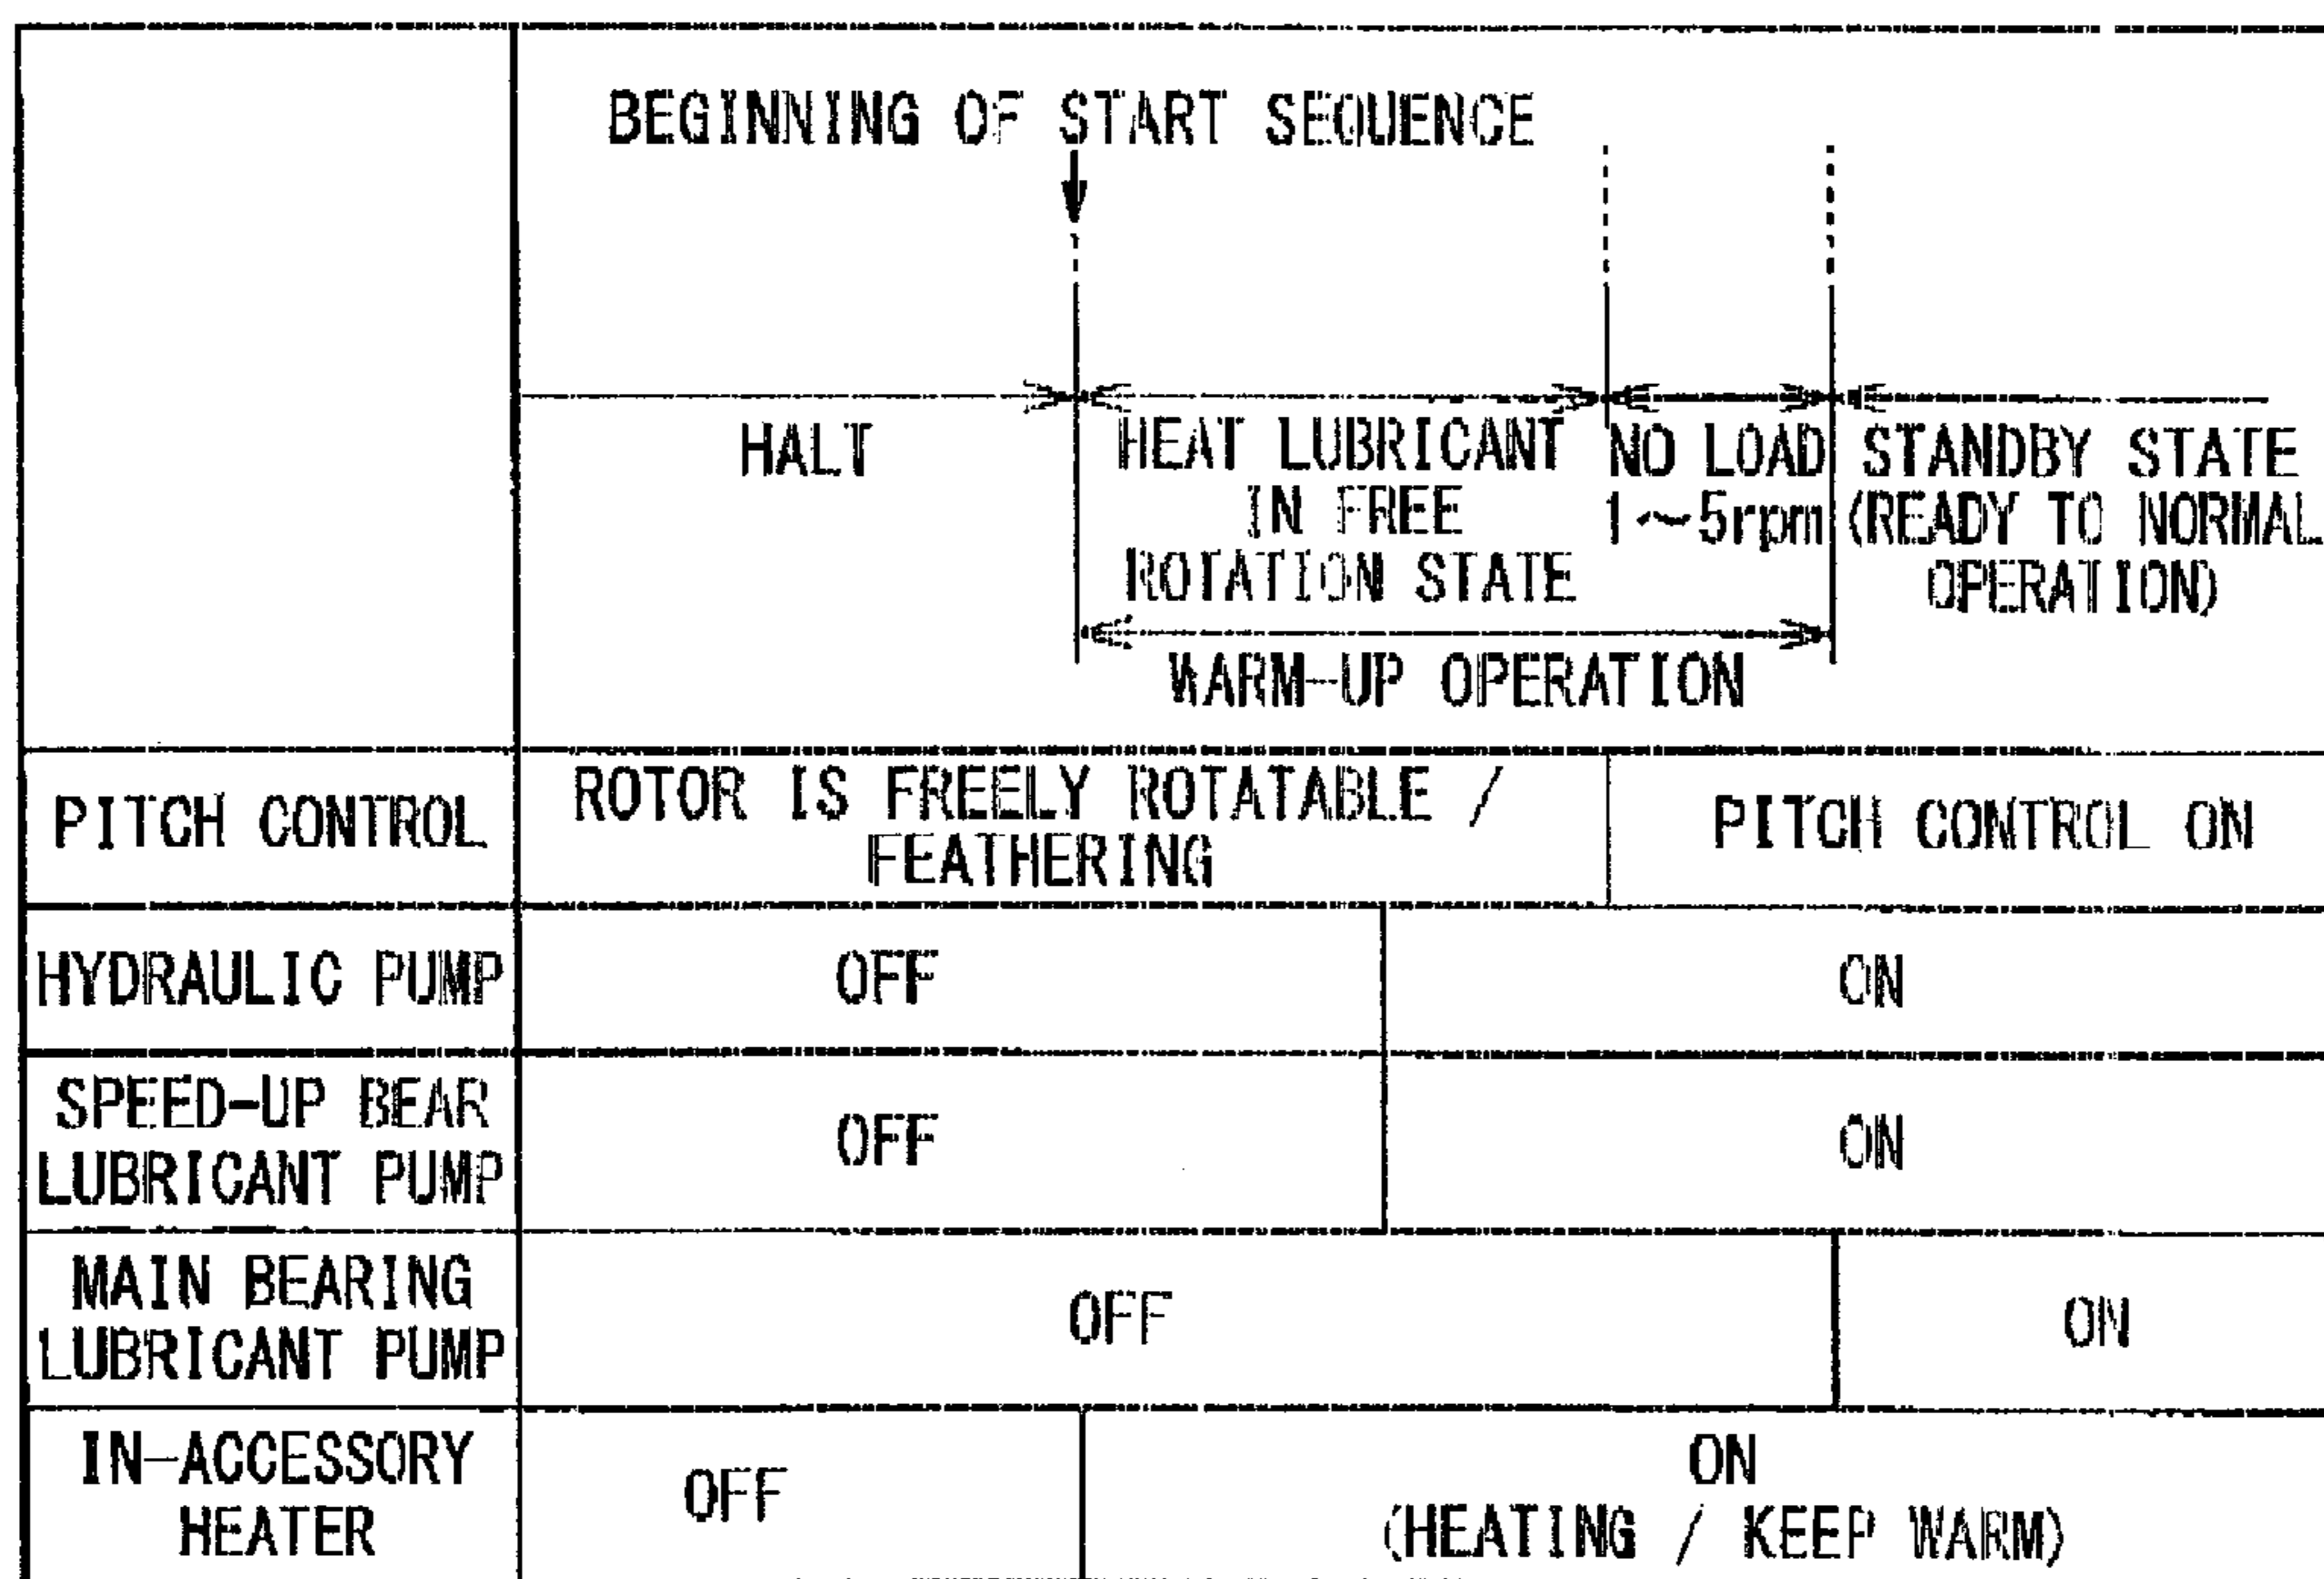 BEGINNING OF START SEQUENCE
HALT
HEAT LUBRICANT
IN FREE
ROTATION STATE
NO LOAD
1~5rpm
STANDBY STATE
(READY TO NORMAL
OPERATION)
WARM-UP OPERATION
PITCH CONTROL
ROTOR IS FREELY ROTATABLE /
FEATHERING
PITCH CONTROL ON
HYDRAULIC PUMP
OFF
ON
SPEED-UP BEAR
LUBRICANT PUMP
OFF
ON
MAIN BEARING
LUBRICANT PUMP
OFF
ON
IN-ACCESSORY
HEATER
OFF
ON
(HEATING / KEEP WARM)